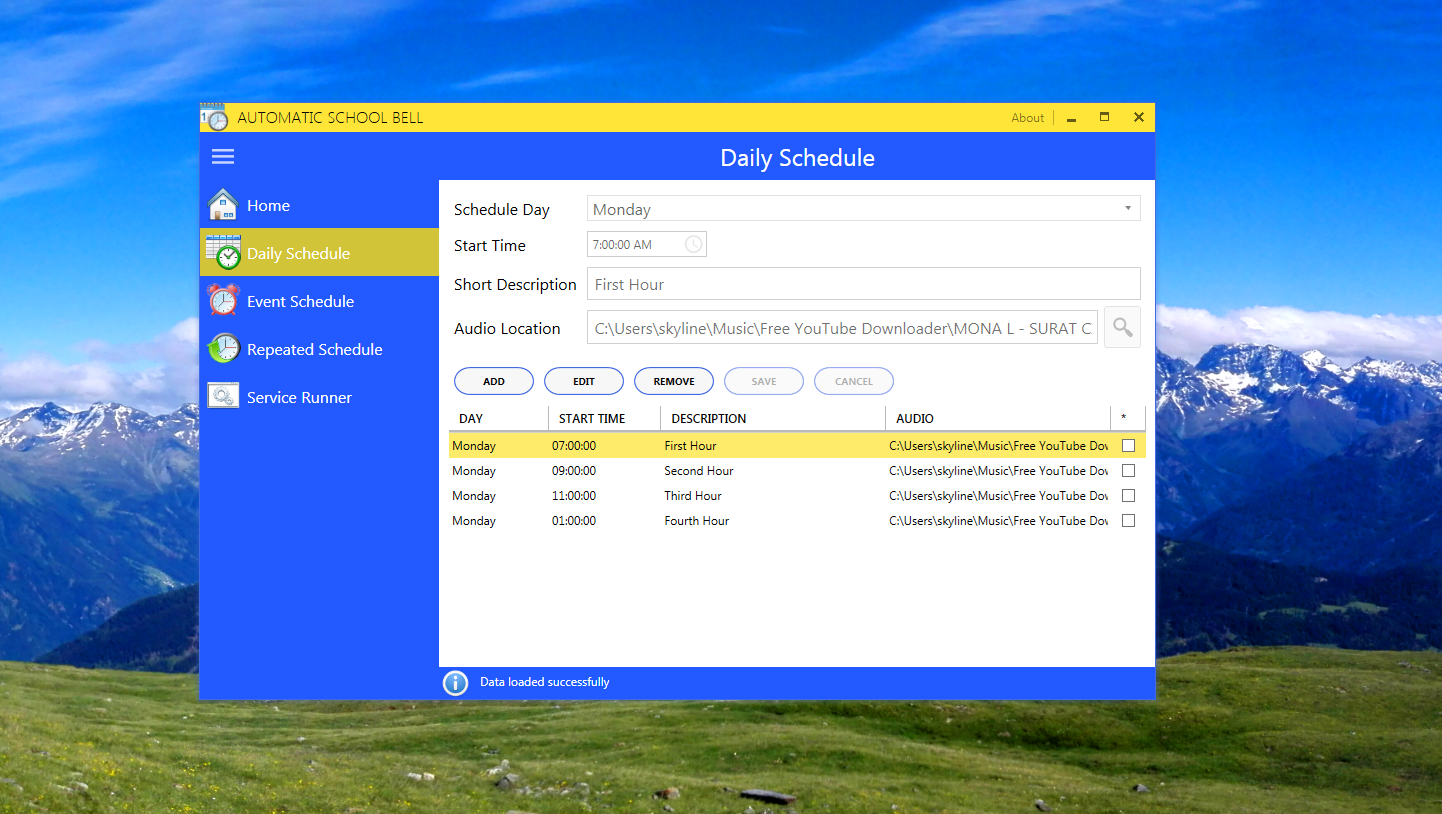 AUTOMATIC SCHOOL BELL About
Daily Schedule
Home
Daily Schedule
Event Schedule
Repeated Schedule
Service Runner
Schedule Day Monday
Start Time 7:00:00 AM
Short Description First Hour
Audio Location C:\Users\skyline\Music\Free YouTube Downloader\MONA L - SURAT C
ADD EDIT REMOVE SAVE CANCEL
DAY START TIME DESCRIPTION AUDIO *
Monday 07:00:00 First Hour C:\Users\skyline\Music\Free YouTube Dow
Monday 09:00:00 Second Hour C:\Users\skyline\Music\Free YouTube Dow
Monday 11:00:00 Third Hour C:\Users\skyline\Music\Free YouTube Dow
Monday 01:00:00 Fourth Hour C:\Users\skyline\Music\Free YouTube Dow
Data loaded successfully